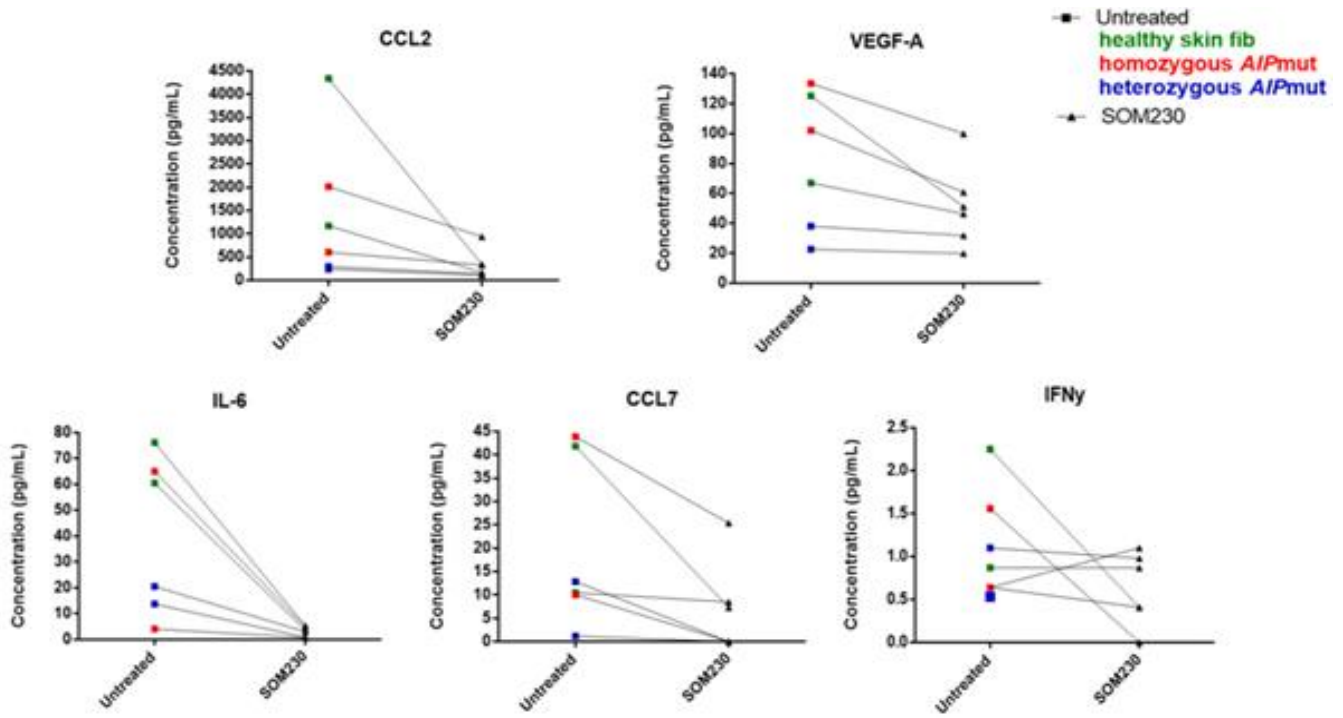 CCL2
Concentration (pg/mL)
4500
4000
3500
3000
2500
2000
1500
1000
500
0
Untreated
SOM230
VEGF-A
Concentration (pg/mL)
140
120
100
80
60
40
20
0
Untreated
SOM230
Untreated
healthy skin fib
homozygous AIPmut
heterozygous AIPmut
SOM230
IL-6
Concentration (pg/mL)
80
70
60
50
40
30
20
10
0
Untreated
SOM230
CCL7
Concentration (pg/mL)
45
40
35
30
25
20
15
10
5
0
Untreated
SOM230
IFNy
Concentration (pg/mL)
2.5
2.0
1.5
1.0
0.5
0.0
Untreated
SOM230